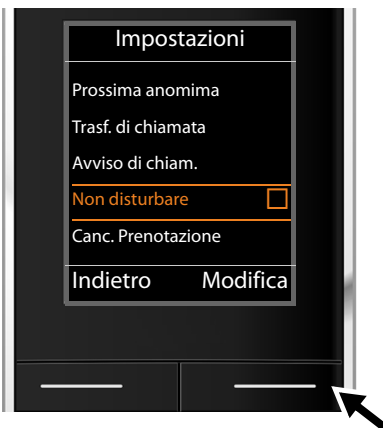 Impostazioni
Prossima anomima
Trasf. di chiamata
Avviso di chiam.
Non disturbare
Canc. Prenotazione
Indietro Modifica